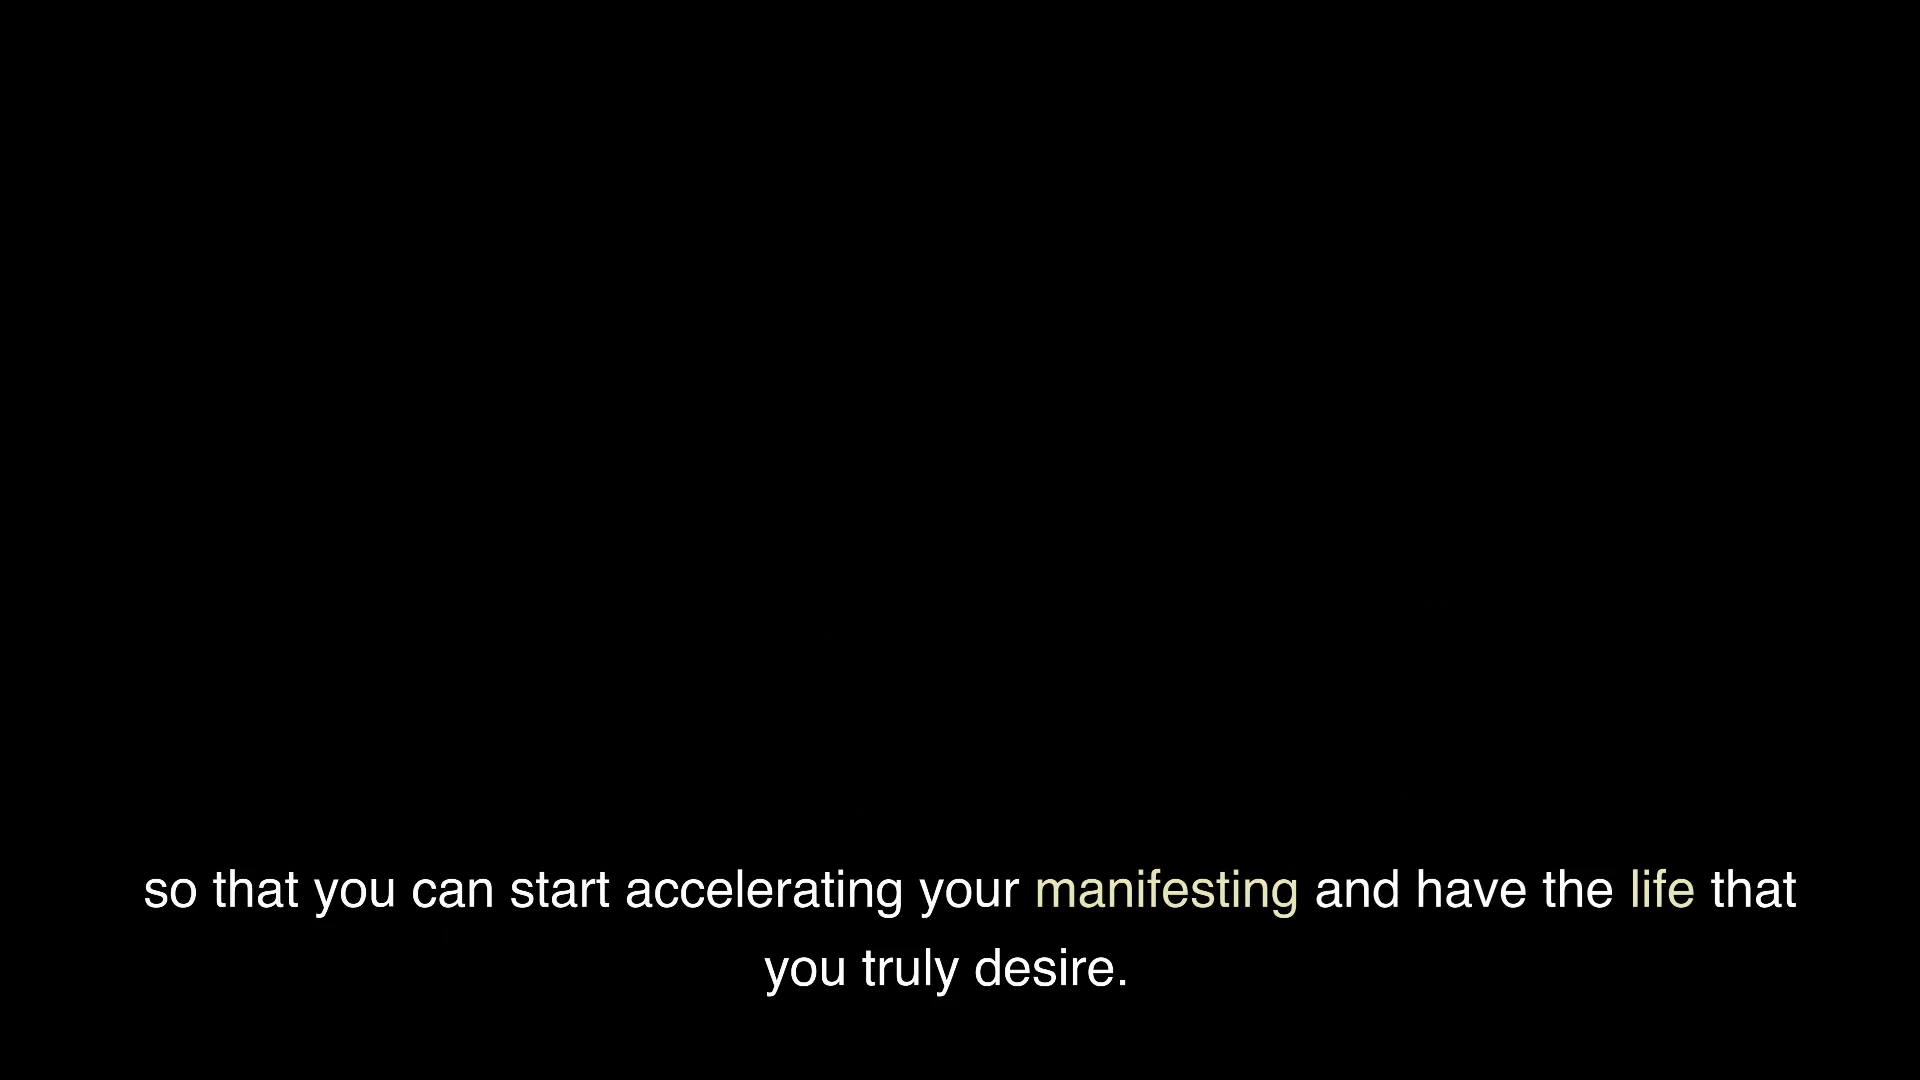 so that you can start accelerating your manifesting and have the life that
you truly desire.